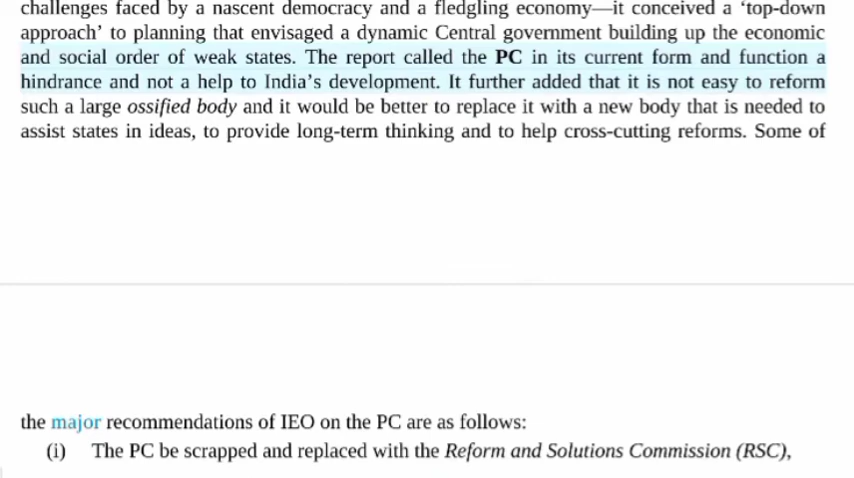 challenges faced by a nascent democracy and a fledgling economy—it conceived a ‘top-down
approach’ to planning that envisaged a dynamic Central government building up the economic
and social order of weak states. The report called the PC in its current form and function a
hindrance and not a help to India’s development. It further added that it is not easy to reform
such a large ossified body and it would be better to replace it with a new body that is needed to
assist states in ideas, to provide long-term thinking and to help cross-cutting reforms. Some of
the major recommendations of IEO on the PC are as follows:
(i) The PC be scrapped and replaced with the Reform and Solutions Commission (RSC),